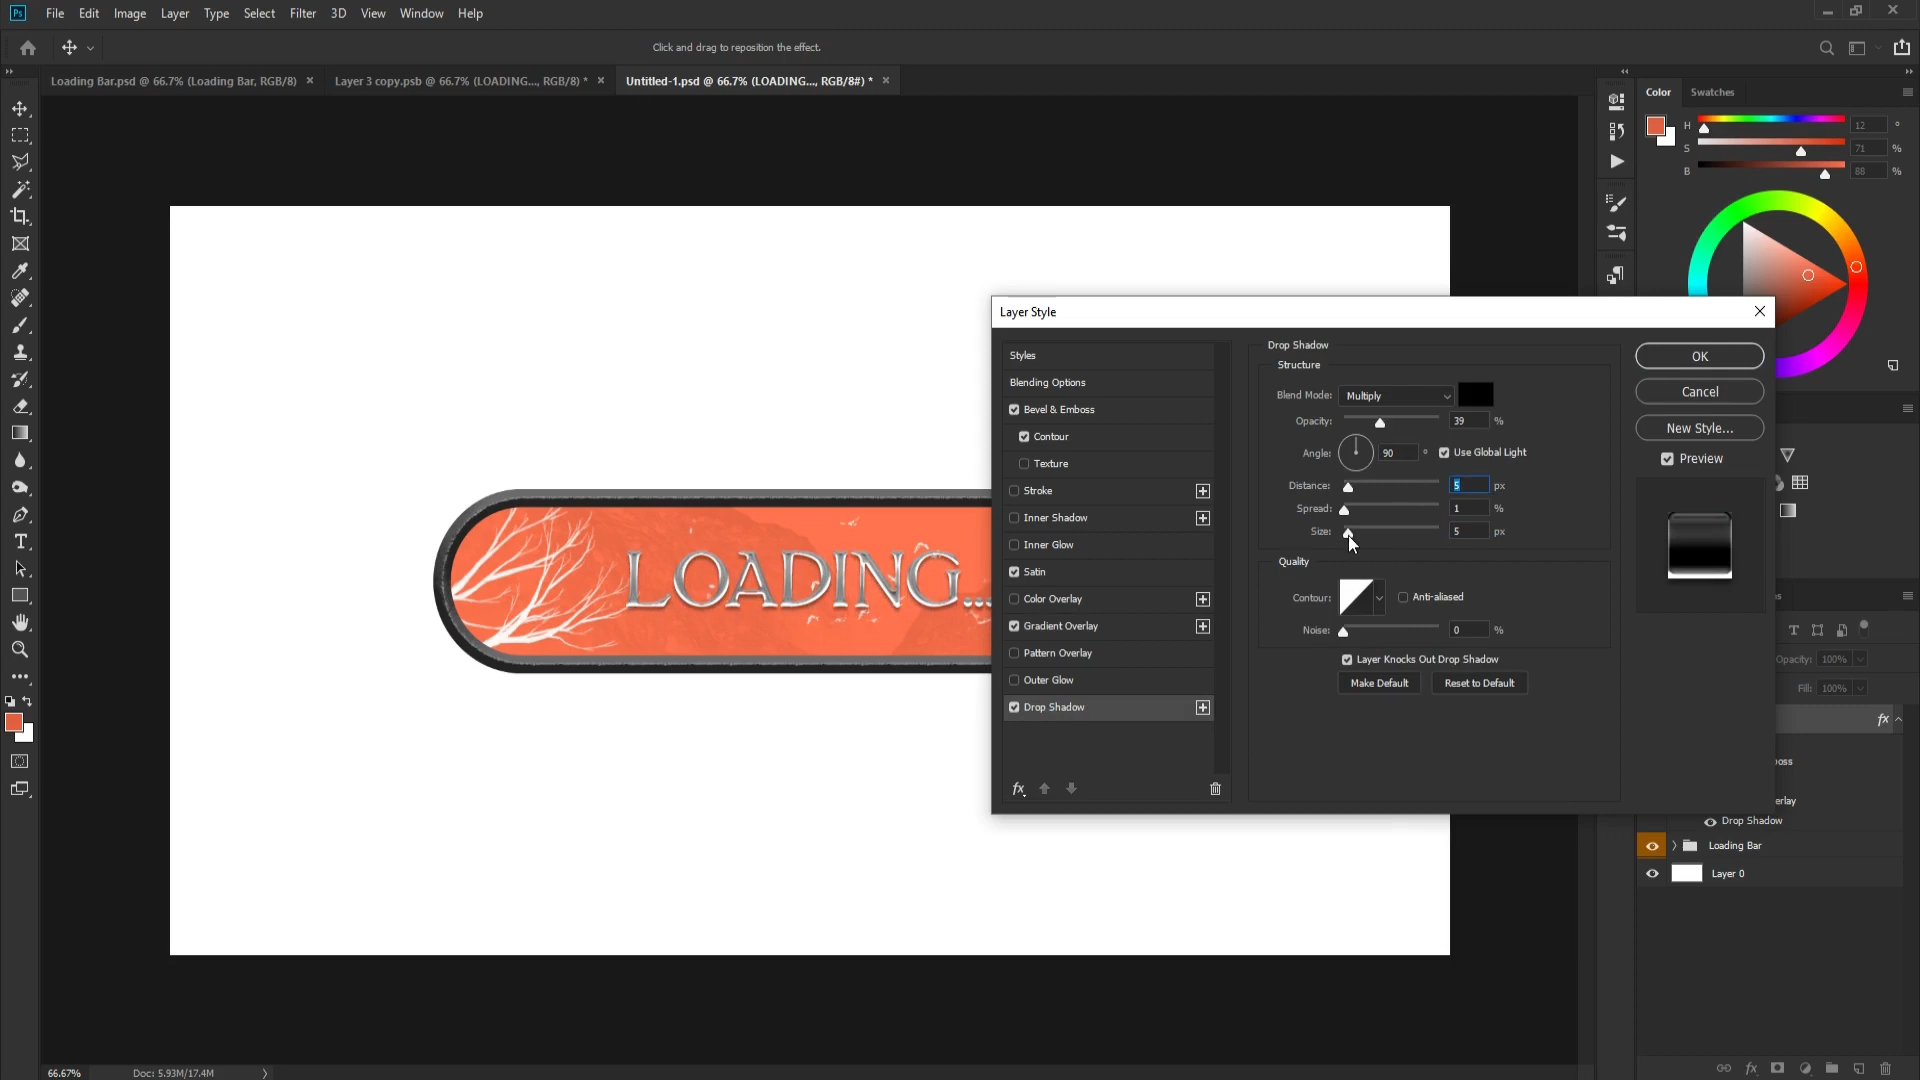 Ps File Edit Image Layer Type Select Filter 3D View Window Help
Click and drag to reposition the effect.
Loading Bar.psd @ 66.7% (Loading Bar, RGB/8) × Layer 3 copy.psb @ 66.7% (LOADING..., RGB/8) * × Untitled-1.psd @ 66.7% (LOADING..., RGB/8#) * ×
Color Swatches
H 12 °
S 71 %
B 88 %
LOADING...
Layer Style
Styles
Blending Options
Bevel & Emboss
Contour
Texture
Stroke
Inner Shadow
Inner Glow
Satin
Color Overlay
Gradient Overlay
Pattern Overlay
Outer Glow
Drop Shadow
fx
Drop Shadow
Structure
Blend Mode: Multiply
Opacity: 39 %
Angle: 90 ° Use Global Light
Distance: 5 px
Spread: 1 %
Size: 5 px
Quality
Contour: Anti-aliased
Noise: 0 %
Layer Knocks Out Drop Shadow
Make Default Reset to Default
OK
Cancel
New Style...
Preview
Opacity: 100%
Fill: 100%
fx
oss
erlay
Drop Shadow
Loading Bar
Layer 0
66.67% Doc: 5.93M/17.4M
fx